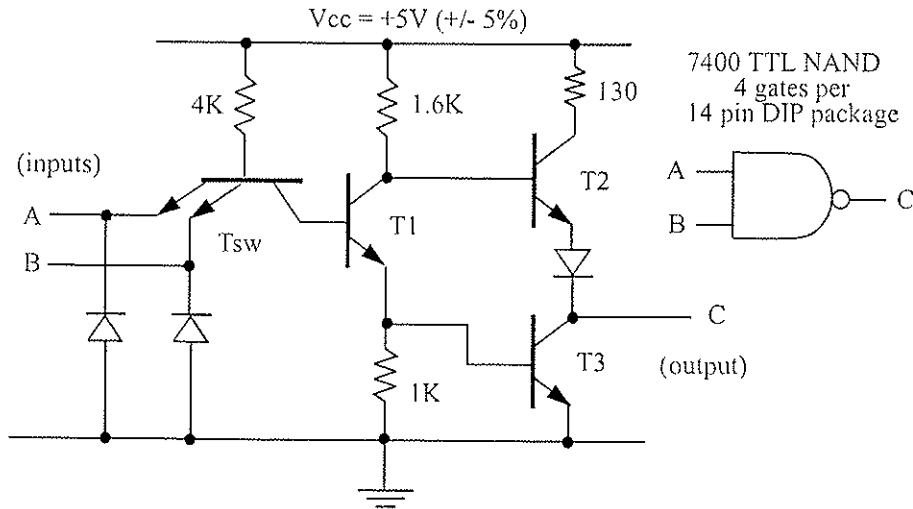 Vcc = +5V (+/- 5%)
7400 TTL NAND
4 gates per
14 pin DIP package
4K
1.6K
130
(inputs)
A
B
Tsw
T1
T2
A
B
C
C
T3
(output)
1K